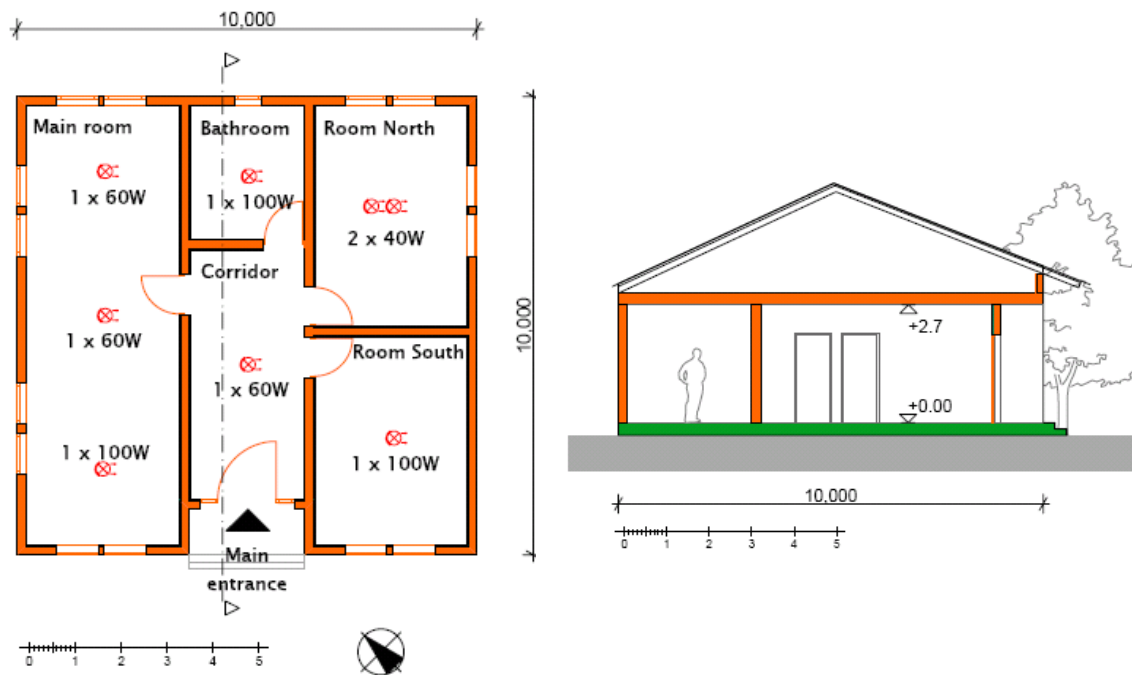 10,000
Main room
Bathroom
Room North
1 x 60W
1 x 100W
2 x 40W
Corridor
1 x 60W
10,000
Room South
1 x 60W
1 x 100W
1 x 100W
Main
entrance
0 1 2 3 4 5
+2.7
+0.00
10,000
0 1 2 3 4 5